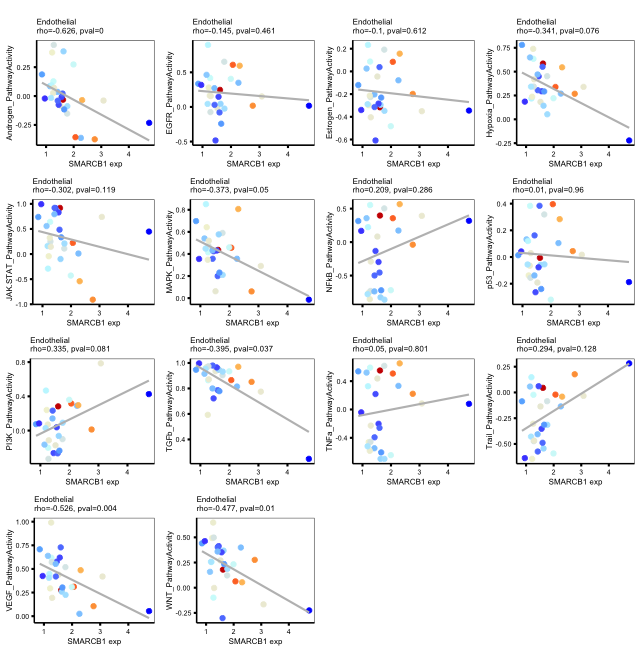 Endothelial
rho=-0.626, pval=0
Androgen_PathwayActivity
0.25
0.00
-0.25
1 2 3 4
SMARCB1 exp
Endothelial
rho=-0.145, pval=0.461
EGFR_PathwayActivity
0.5
0.0
-0.5
1 2 3 4
SMARCB1 exp
Endothelial
rho=-0.1, pval=0.612
Estrogen_PathwayActivity
0.2
0.0
-0.2
-0.4
-0.6
1 2 3 4
SMARCB1 exp
Endothelial
rho=-0.341, pval=0.076
Hypoxia_PathwayActivity
0.75
0.50
0.25
0.00
-0.25
1 2 3 4
SMARCB1 exp
Endothelial
rho=-0.302, pval=0.119
JAK-STAT_PathwayActivity
1.0
0.5
0.0
-0.5
-1.0
1 2 3 4
SMARCB1 exp
Endothelial
rho=-0.373, pval=0.05
MAPK_PathwayActivity
0.8
0.6
0.4
0.2
0.0
1 2 3 4
SMARCB1 exp
Endothelial
rho=0.209, pval=0.286
NFkB_PathwayActivity
0.5
0.0
-0.5
1 2 3 4
SMARCB1 exp
Endothelial
rho=0.01, pval=0.96
p53_PathwayActivity
0.4
0.2
0.0
-0.2
1 2 3 4
SMARCB1 exp
Endothelial
rho=0.335, pval=0.081
PI3K_PathwayActivity
0.8
0.4
0.0
1 2 3 4
SMARCB1 exp
Endothelial
rho=-0.395, pval=0.037
TGFb_PathwayActivity
1.0
0.8
0.6
0.4
1 2 3 4
SMARCB1 exp
Endothelial
rho=0.05, pval=0.801
TNFa_PathwayActivity
0.4
0.0
-0.4
1 2 3 4
SMARCB1 exp
Endothelial
rho=0.294, pval=0.128
Trail_PathwayActivity
0.25
0.00
-0.25
-0.50
1 2 3 4
SMARCB1 exp
Endothelial
rho=-0.526, pval=0.004
VEGF_PathwayActivity
1.00
0.75
0.50
0.25
0.00
1 2 3 4
SMARCB1 exp
Endothelial
rho=-0.477, pval=0.01
WNT_PathwayActivity
0.50
0.25
0.00
-0.25
1 2 3 4
SMARCB1 exp